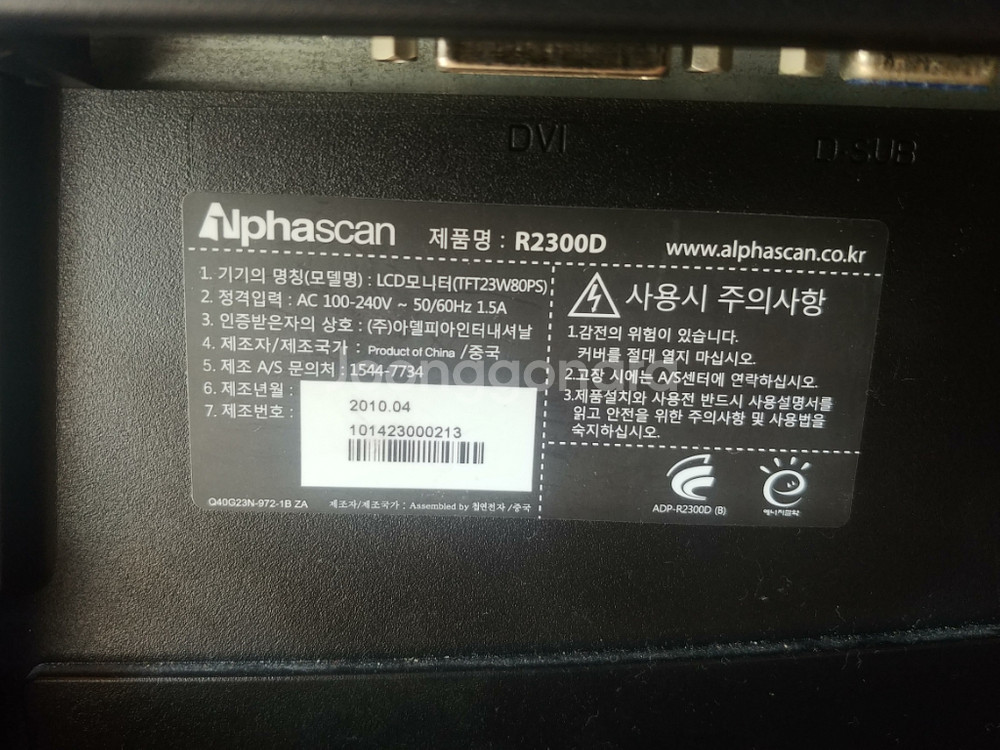 DVI
D-SUB
Alphascan 제품명 : R2300D www.alphascan.co.kr
1. 기기의 명칭(모델명) : LCD모니터(TFT23W80PS)
2. 정격입력 : AC 100-240V ~ 50/60Hz 1.5A
3. 인증받은자의 상호 : (주)아델피아인터내셔날
4. 제조자/제조국가 : Product of China /중국
5. 제조 A/S 문의처 : 1544-7734
6. 제조년월 : 2010.04
7. 제조번호 : 101423000213
Q40G23N-972-1B ZA 제조자/제조국가 : Assembled by 협연전자 /중국
사용시 주의사항
1.감전의 위험이 있습니다.
커버를 절대 열지 마십시오.
2.고장 시에는 A/S센터에 연락하십시오.
3.제품설치와 사용전 반드시 사용설명서를
읽고 안전을 위한 주의사항 및 사용법을
숙지하십시오.
ADP-R2300D (B)
에너지절약
Joonggonara